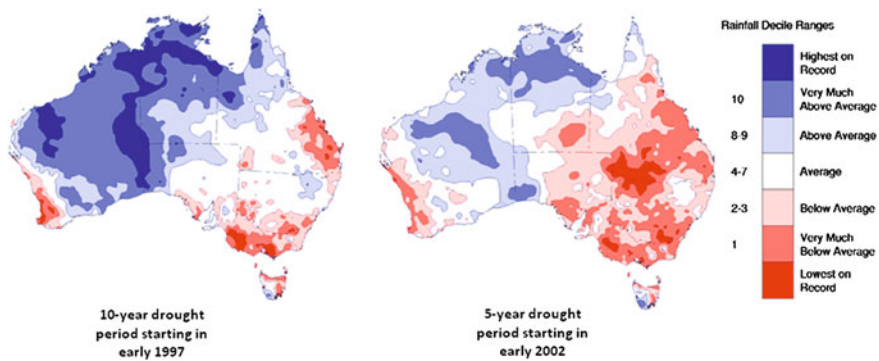 Rainfall Decile Ranges
Highest on
Record
10
Very Much
Above Average
8-9
Above Average
4-7
Average
2-3
Below Average
1
Very Much
Below Average
Lowest on
Record
10-year drought
period starting in
early 1997
5-year drought
period starting in
early 2002